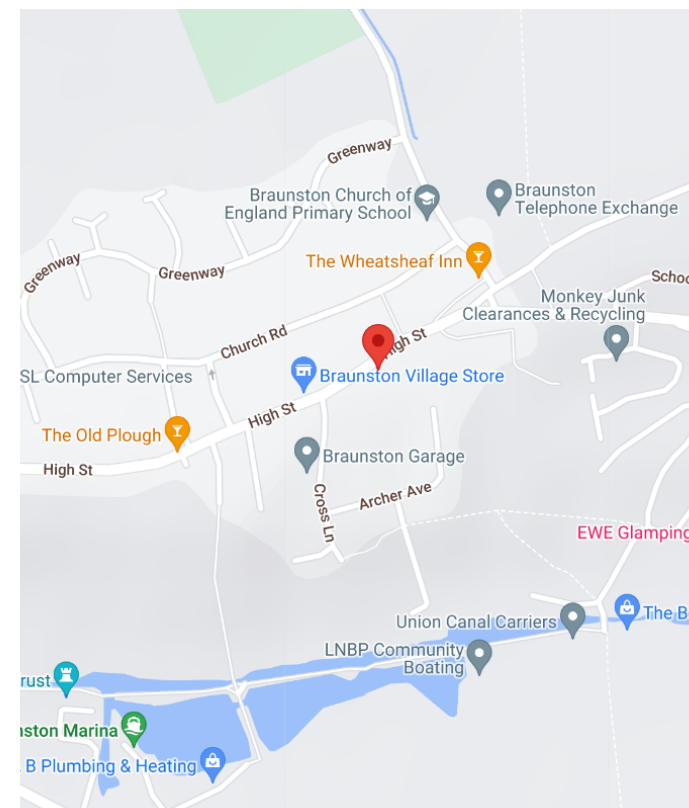 Greenway
Braunston Church of
England Primary School
Braunston
Telephone Exchange
The Wheatsheaf Inn
Greenway
Greenway
Schoo
Monkey Junk
Clearances & Recycling
Church Rd
High St
SL Computer Services
Braunston Village Store
High St
The Old Plough
High St
Braunston Garage
Cross Ln
Archer Ave
EWE Glamping
Union Canal Carriers
The B
LNBP Community
Boating
rust
nston Marina
B Plumbing & Heating